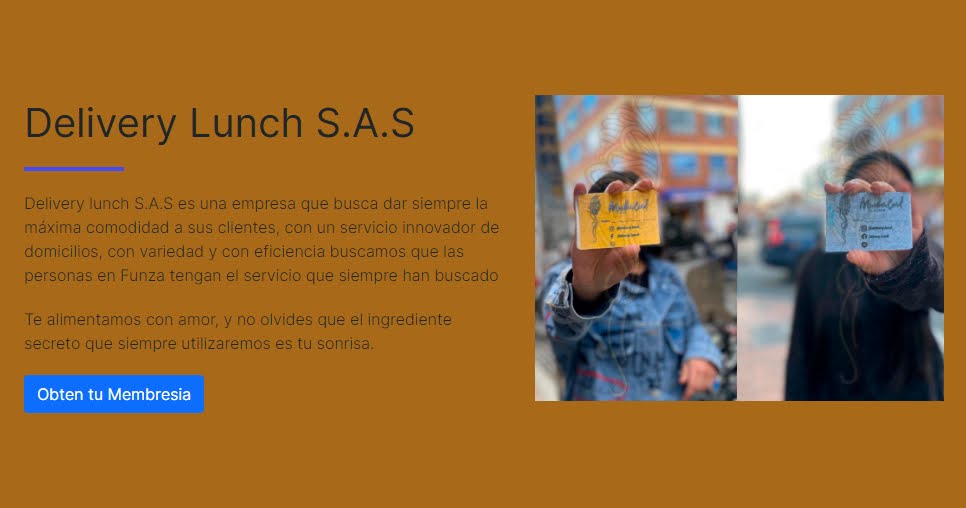 Delivery Lunch S.A.S
Delivery lunch S.A.S es una empresa que busca dar siempre la
máxima comodidad a sus clientes, con un servicio innovador de
domicilios, con variedad y con eficiencia buscamos que las
personas en Funza tengan el servicio que siempre han buscado
Te alimentamos con amor, y no olvides que el ingrediente
secreto que siempre utilizaremos es tu sonrisa.
Obten tu Membresia